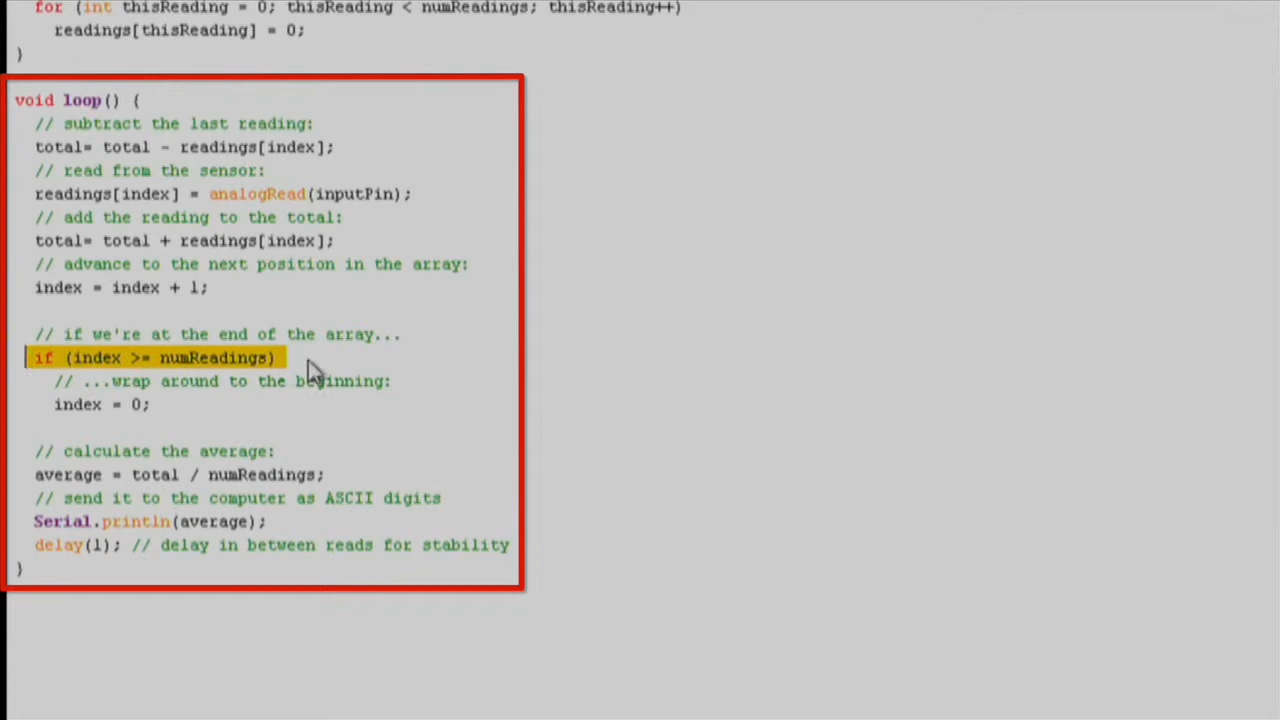 for (int thisReading = 0; thisReading < numReadings; thisReading++)
readings[thisReading] = 0;
}
void loop() {
// subtract the last reading:
total= total - readings[index];
// read from the sensor:
readings[index] = analogRead(inputPin);
// add the reading to the total:
total= total + readings[index];
// advance to the next position in the array:
index = index + 1;
// if we're at the end of the array...
if (index >= numReadings)
// ...wrap around to the beginning:
index = 0;
// calculate the average:
average = total / numReadings;
// send it to the computer as ASCII digits
Serial.println(average);
delay(1); // delay in between reads for stability
}